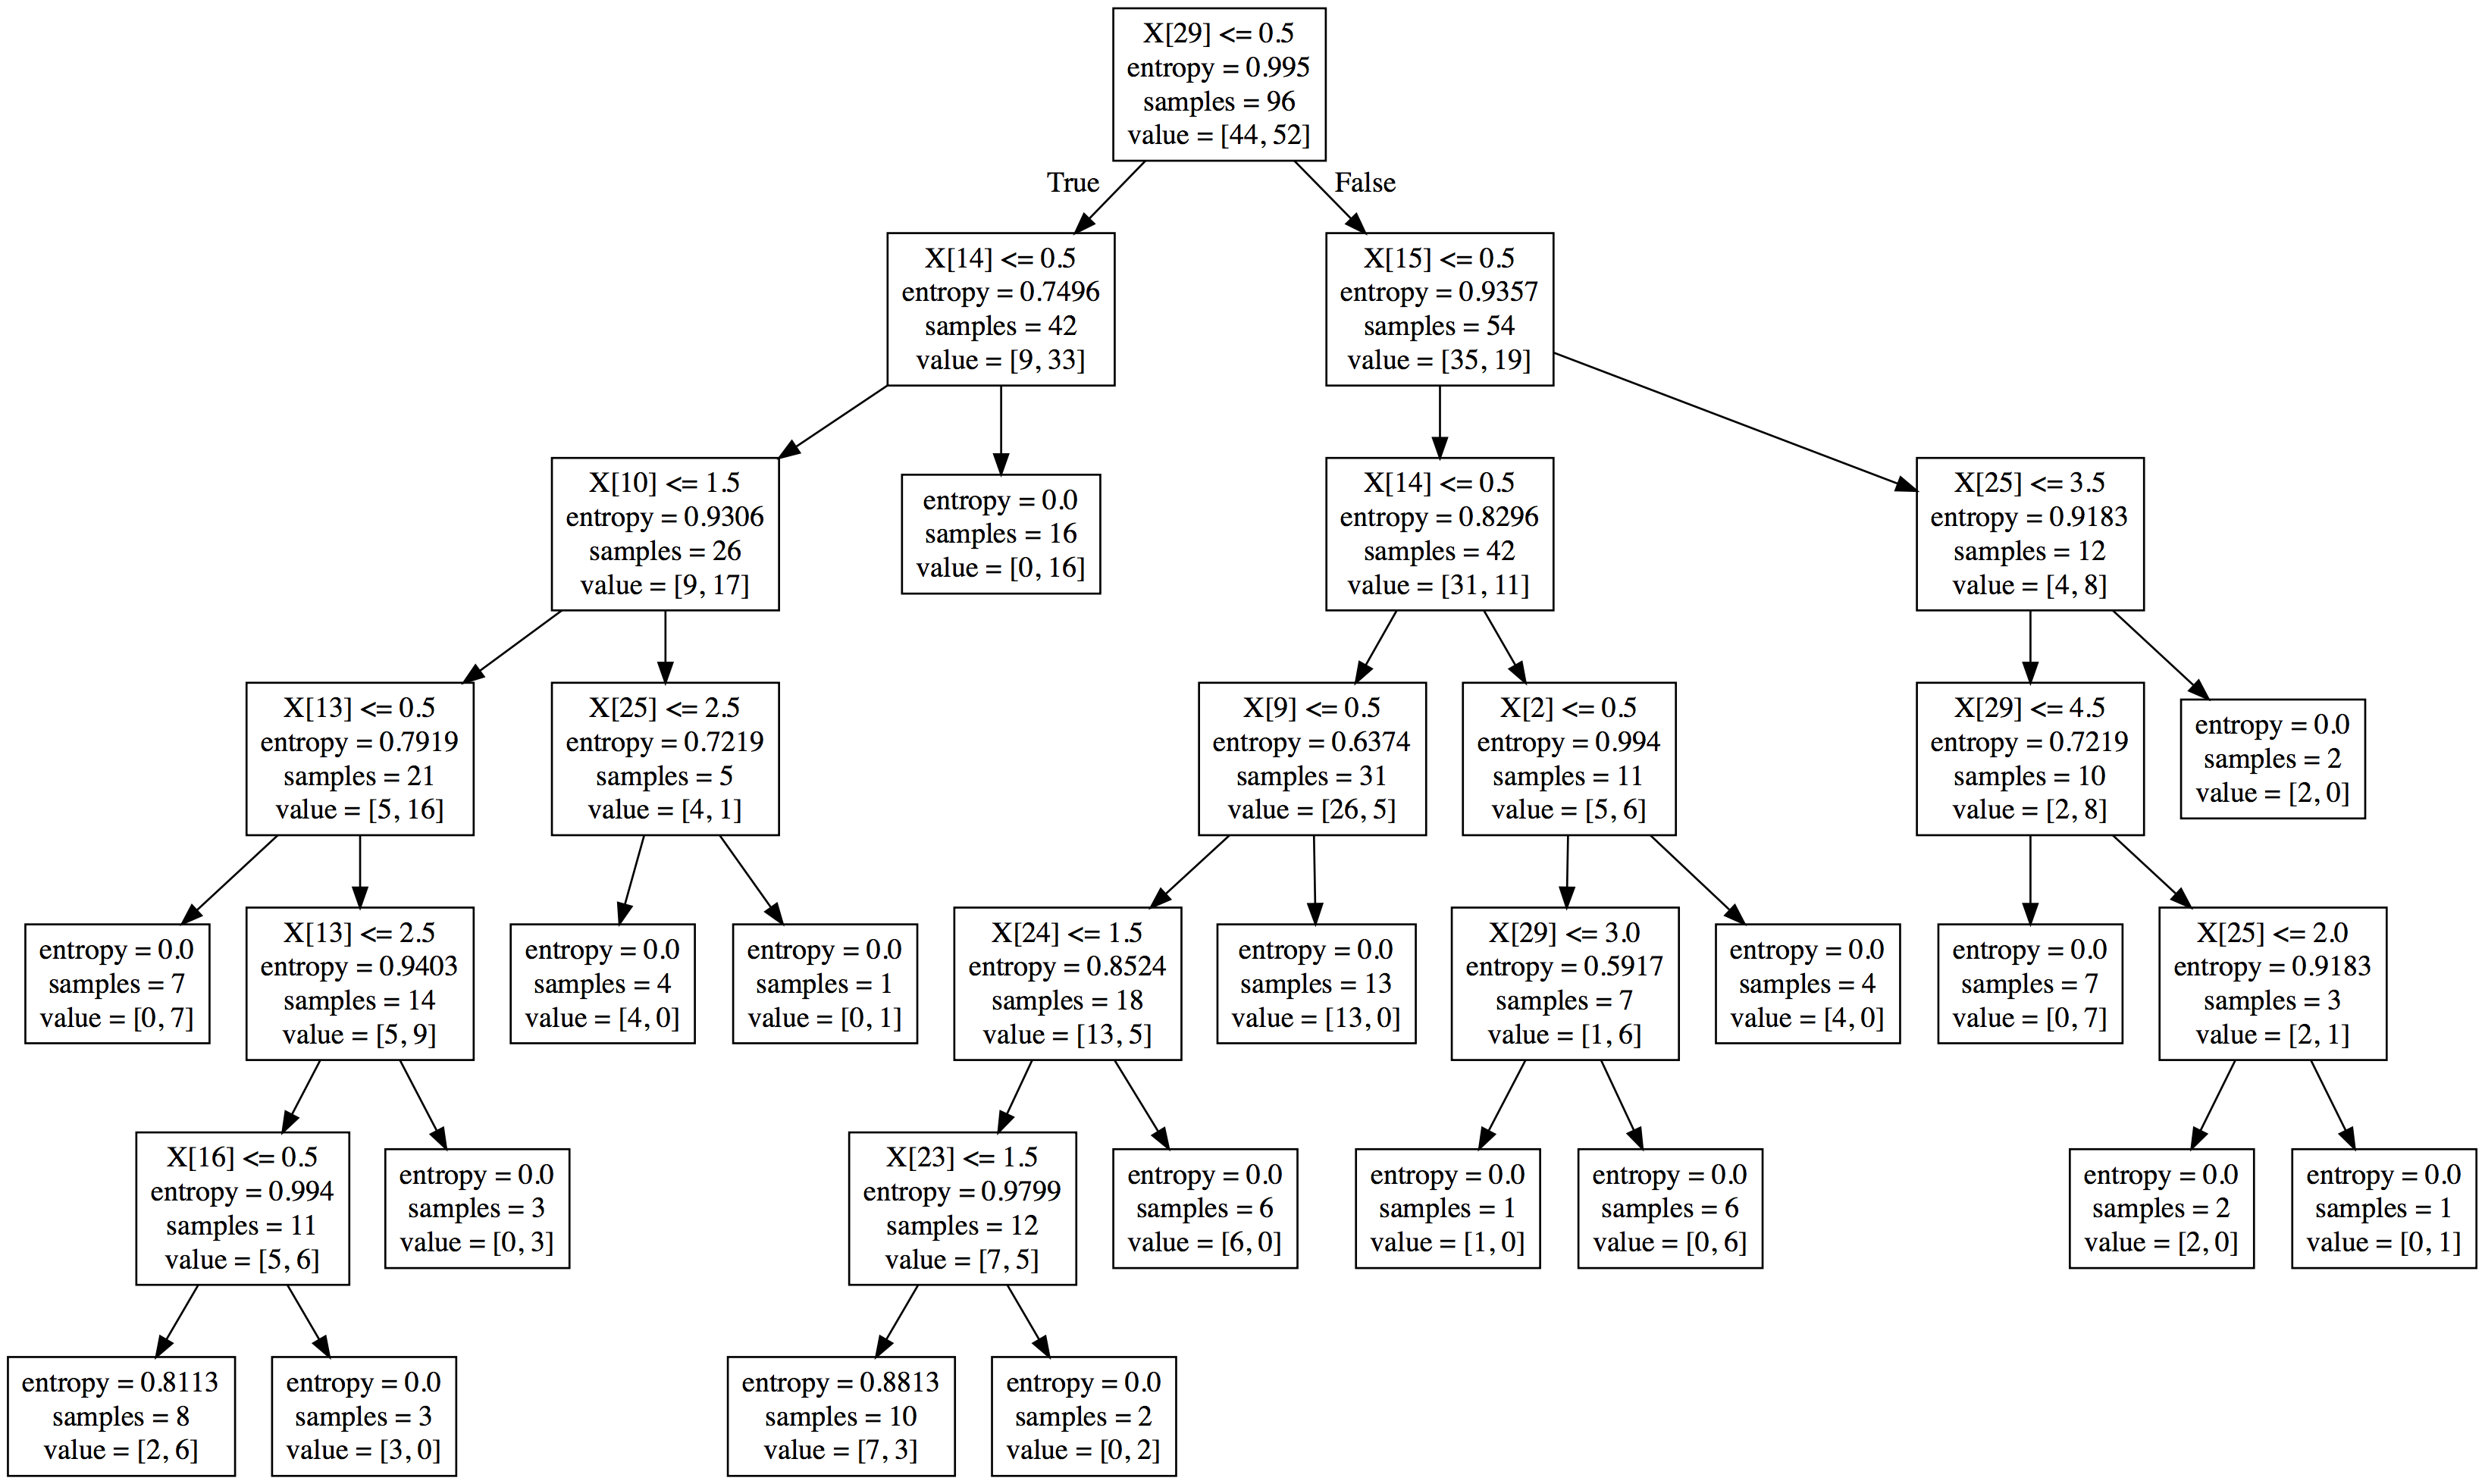 X[29] <= 0.5
entropy = 0.995
samples = 96
value = [44, 52]
True
False
X[14] <= 0.5
entropy = 0.7496
samples = 42
value = [9, 33]
X[15] <= 0.5
entropy = 0.9357
samples = 54
value = [35, 19]
X[10] <= 1.5
entropy = 0.9306
samples = 26
value = [9, 17]
entropy = 0.0
samples = 16
value = [0, 16]
X[14] <= 0.5
entropy = 0.8296
samples = 42
value = [31, 11]
X[25] <= 3.5
entropy = 0.9183
samples = 12
value = [4, 8]
X[13] <= 0.5
entropy = 0.7919
samples = 21
value = [5, 16]
X[25] <= 2.5
entropy = 0.7219
samples = 5
value = [4, 1]
X[9] <= 0.5
entropy = 0.6374
samples = 31
value = [26, 5]
X[2] <= 0.5
entropy = 0.994
samples = 11
value = [5, 6]
X[29] <= 4.5
entropy = 0.7219
samples = 10
value = [2, 8]
entropy = 0.0
samples = 2
value = [2, 0]
entropy = 0.0
samples = 7
value = [0, 7]
X[13] <= 2.5
entropy = 0.9403
samples = 14
value = [5, 9]
entropy = 0.0
samples = 4
value = [4, 0]
entropy = 0.0
samples = 1
value = [0, 1]
X[24] <= 1.5
entropy = 0.8524
samples = 18
value = [13, 5]
entropy = 0.0
samples = 13
value = [13, 0]
X[29] <= 3.0
entropy = 0.5917
samples = 7
value = [1, 6]
entropy = 0.0
samples = 4
value = [4, 0]
entropy = 0.0
samples = 7
value = [0, 7]
X[25] <= 2.0
entropy = 0.9183
samples = 3
value = [2, 1]
X[16] <= 0.5
entropy = 0.994
samples = 11
value = [5, 6]
entropy = 0.0
samples = 3
value = [0, 3]
X[23] <= 1.5
entropy = 0.9799
samples = 12
value = [7, 5]
entropy = 0.0
samples = 6
value = [6, 0]
entropy = 0.0
samples = 1
value = [1, 0]
entropy = 0.0
samples = 6
value = [0, 6]
entropy = 0.0
samples = 2
value = [2, 0]
entropy = 0.0
samples = 1
value = [0, 1]
entropy = 0.8113
samples = 8
value = [2, 6]
entropy = 0.0
samples = 3
value = [3, 0]
entropy = 0.8813
samples = 10
value = [7, 3]
entropy = 0.0
samples = 2
value = [0, 2]